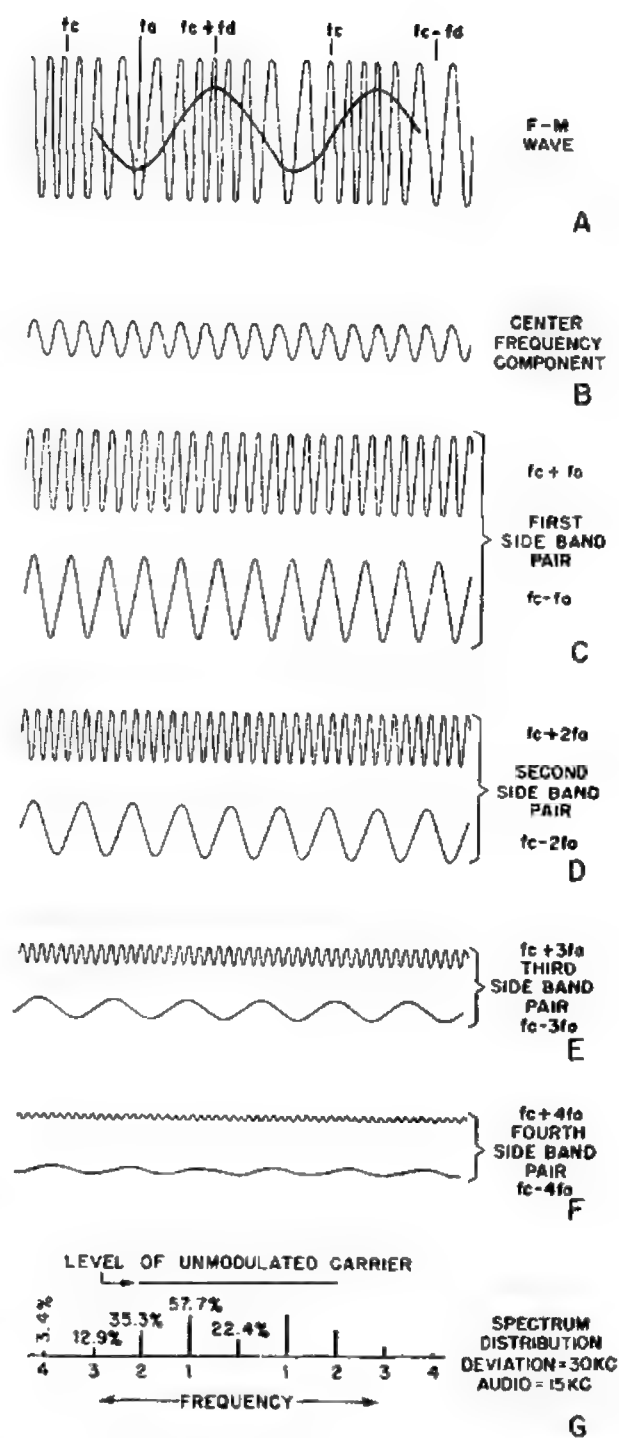 fc fa fc+fd fc fc-fd
F-M
WAVE
A
CENTER
FREQUENCY
COMPONENT
B
fc + fa
FIRST
SIDE BAND
PAIR
fc-fa
C
fc+2fa
SECOND
SIDE BAND
PAIR
fc-2fa
D
fc+3fa
THIRD
SIDE BAND
PAIR
fc-3fa
E
fc+4fa
FOURTH
SIDE BAND
PAIR
fc-4fa
F
LEVEL OF UNMODULATED CARRIER
3.4% 12.9% 35.3% 57.7% 22.4%
4 3 2 1 1 2 3 4
FREQUENCY
SPECTRUM
DISTRIBUTION
DEVIATION=30KC
AUDIO=15KC
G